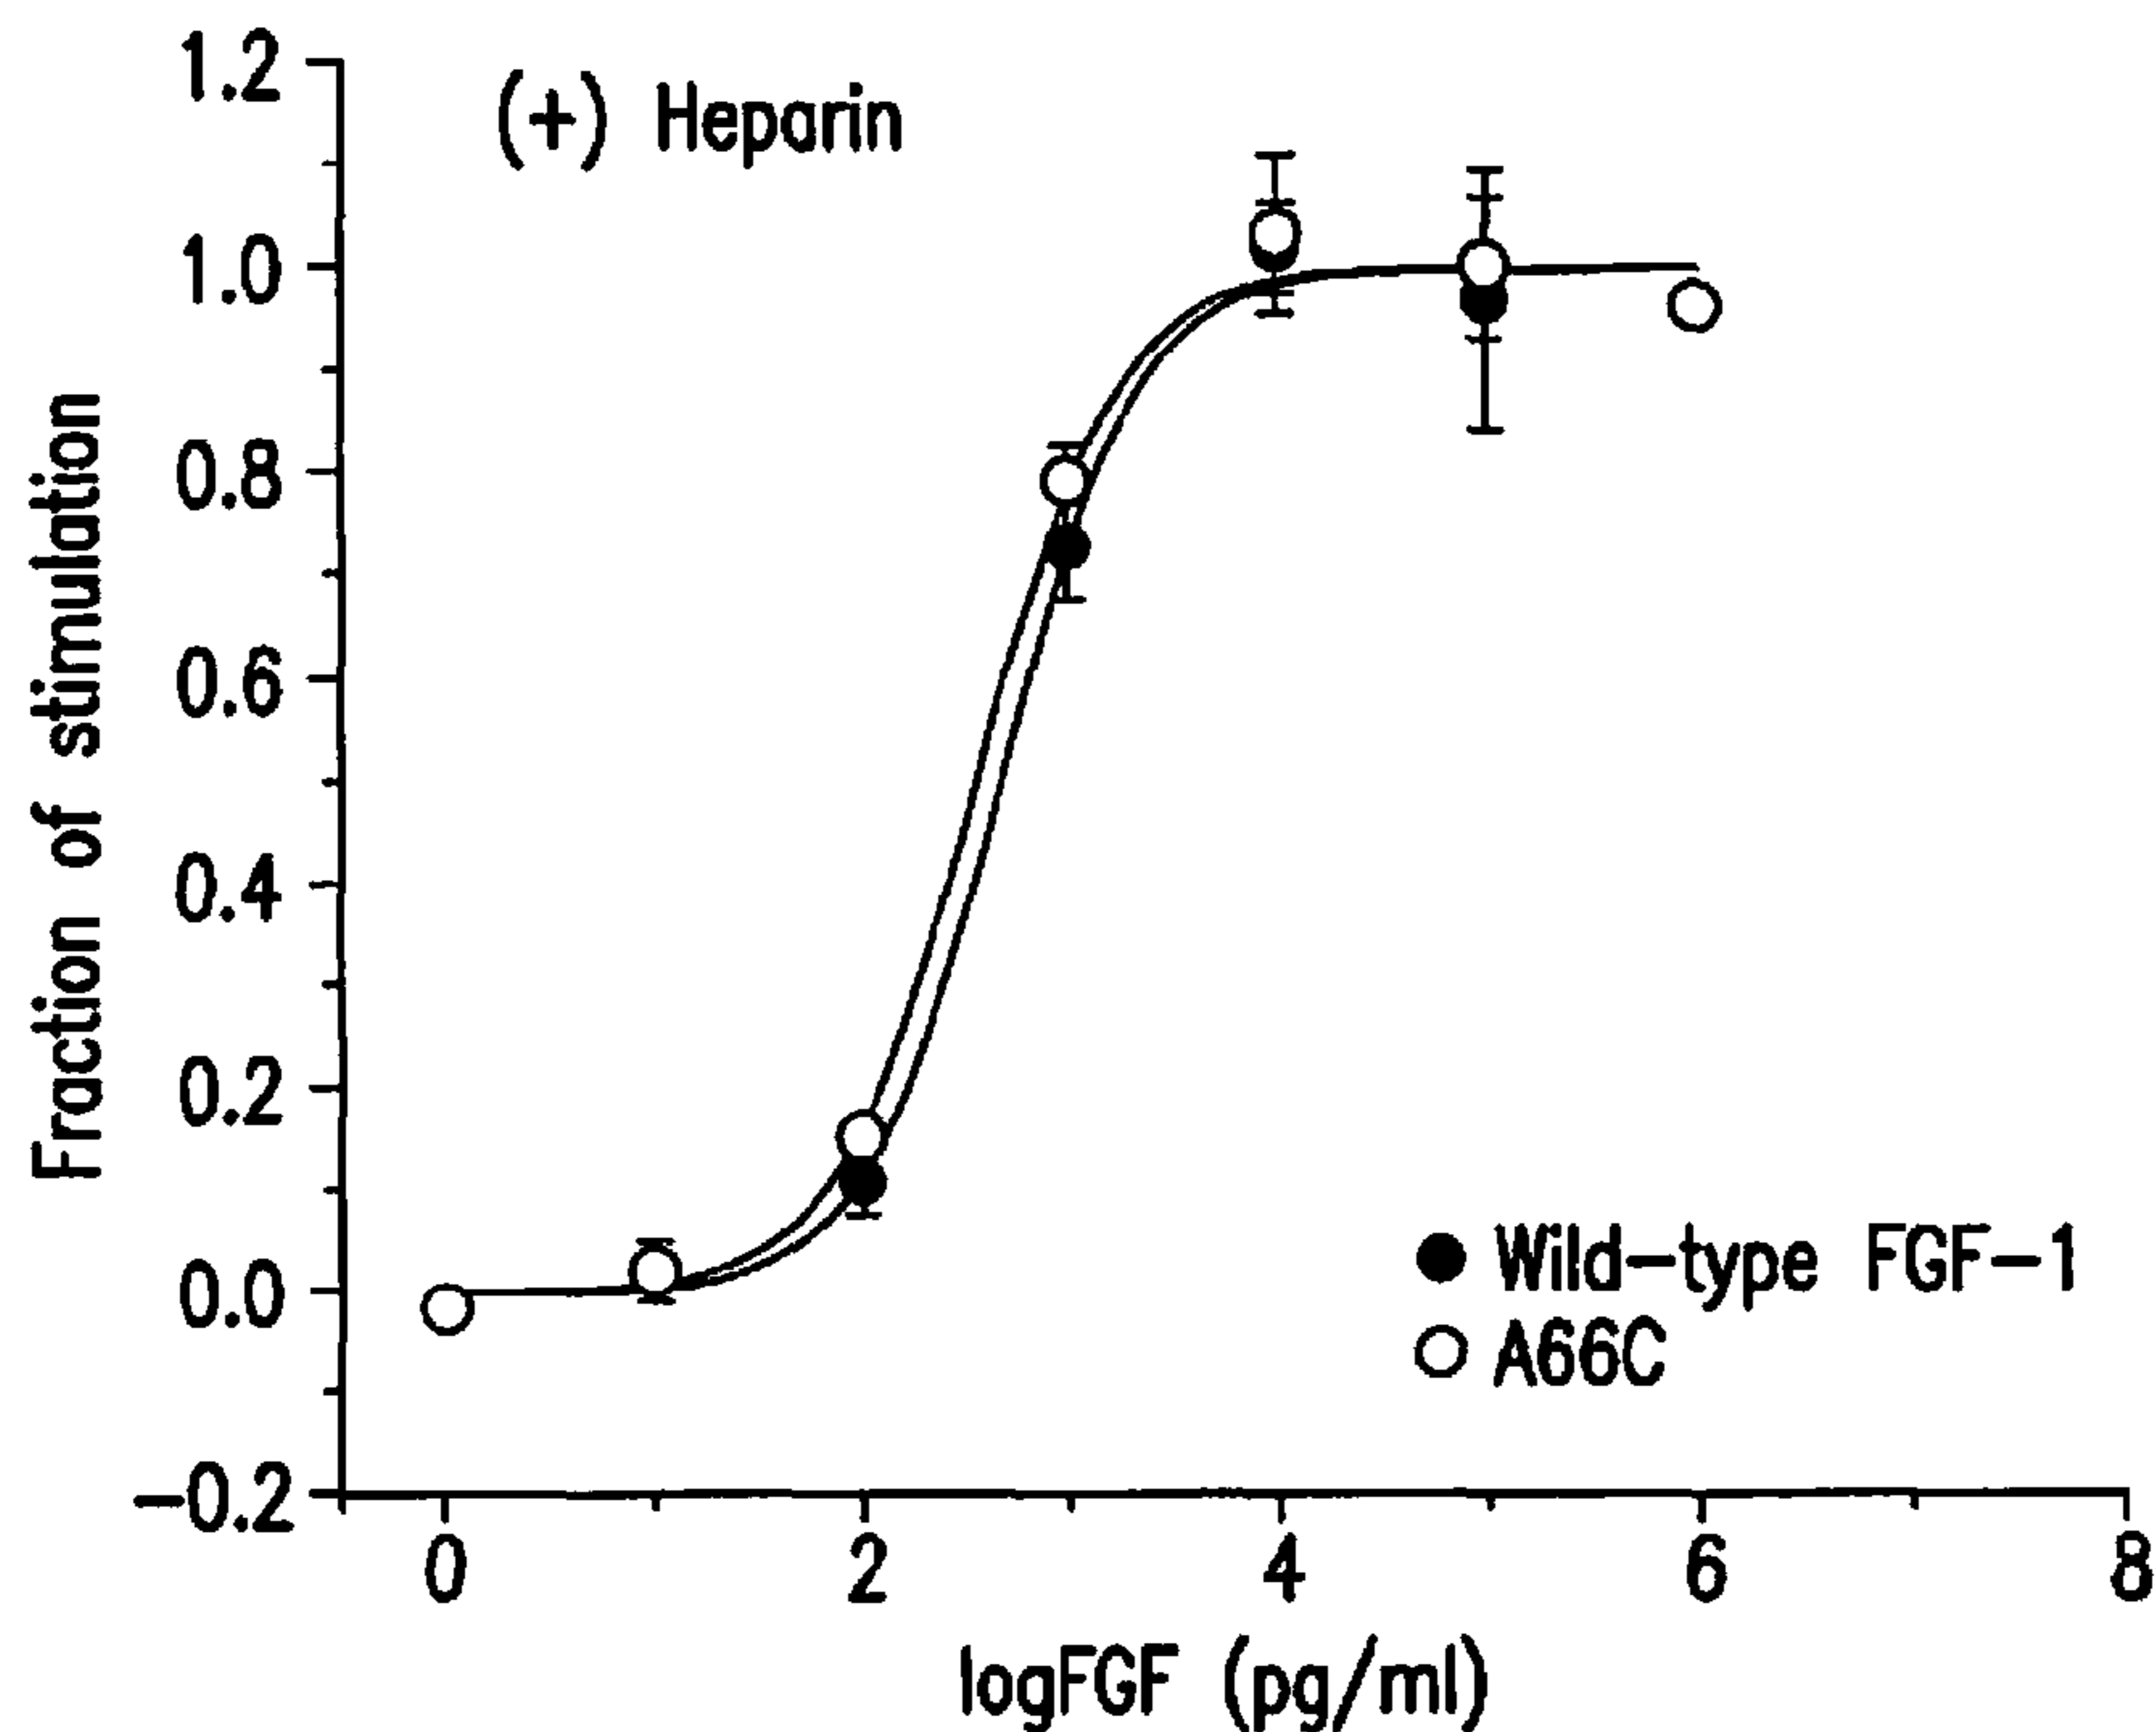 (+) Heparin
1.2
1.0
0.8
0.6
0.4
0.2
0.0
-0.2
Fraction of stimulation
Wild-type FGF-1
A66C
0 2 4 6 8
logFGF (pg/ml)